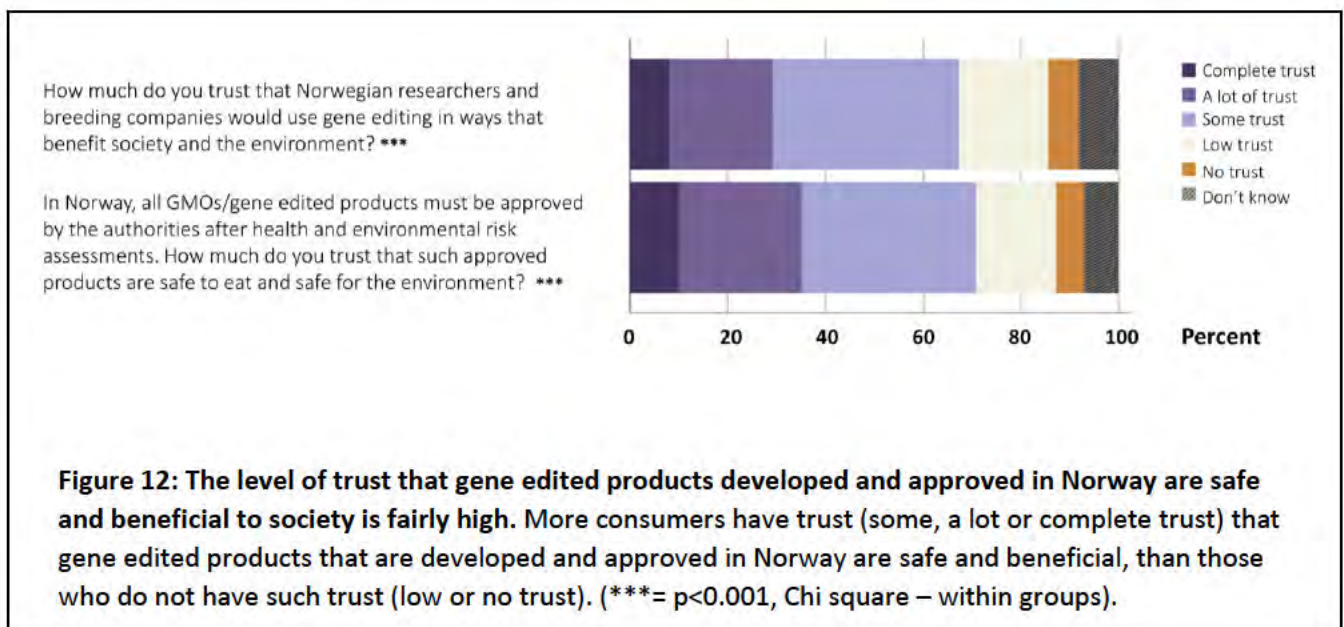 How much do you trust that Norwegian researchers and
breeding companies would use gene editing in ways that
benefit society and the environment? ***
In Norway, all GMOs/gene edited products must be approved
by the authorities after health and environmental risk
assessments. How much do you trust that such approved
products are safe to eat and safe for the environment? ***
Complete trust
A lot of trust
Some trust
Low trust
No trust
Don't know
0 20 40 60 80 100 Percent
Figure 12: The level of trust that gene edited products developed and approved in Norway are safe
and beneficial to society is fairly high. More consumers have trust (some, a lot or complete trust) that
gene edited products that are developed and approved in Norway are safe and beneficial, than those
who do not have such trust (low or no trust). (***= p<0.001, Chi square – within groups).